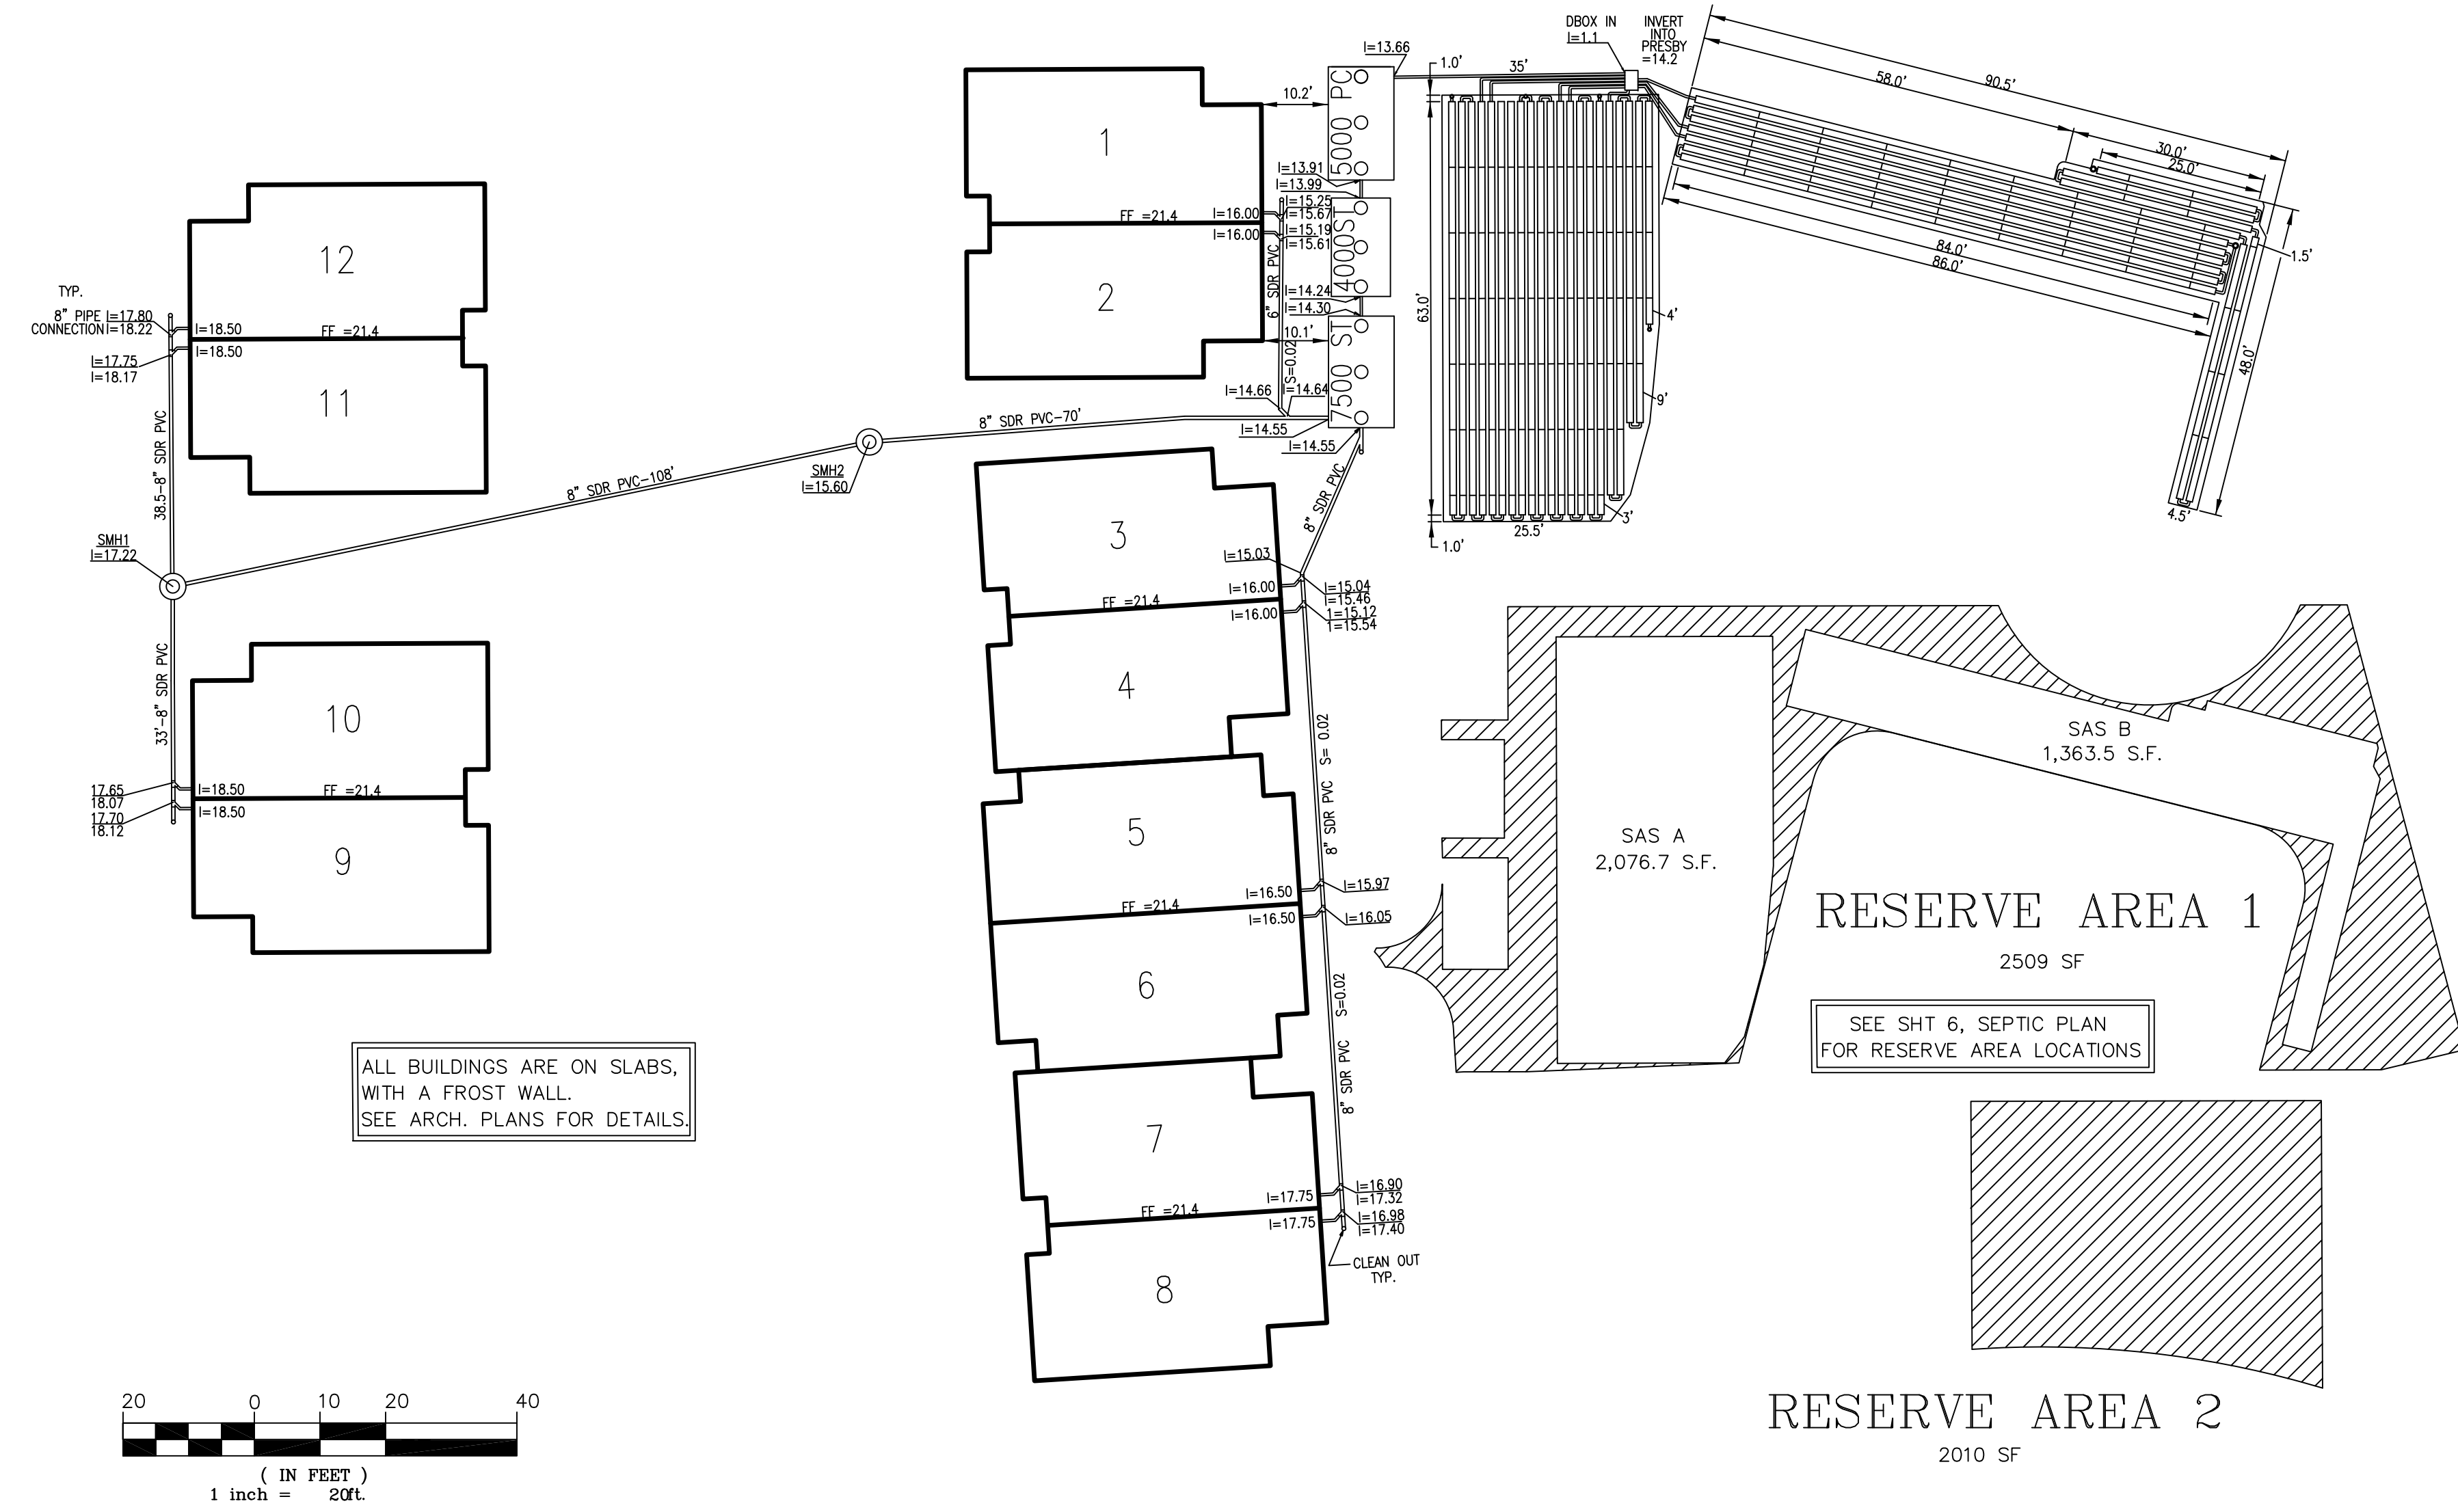 DBOX IN
I=1.1
INVERT
INTO
PRESBY
=14.2
I=13.66
1.0'
35'
58.0'
90.5'
30.0'
25.0'
10.2'
5000 PC
1
I=13.91
I=13.99
I=15.25
I=15.67
I=15.19
I=15.61
FF =21.4
I=16.00
I=16.00
4000ST
2
6" SDR PVC
S=0.02
I=14.24
I=14.30
10.1'
7500 ST
I=14.66
I=14.64
I=14.55
I=14.55
63.0'
4'
9'
3'
25.5'
1.0'
84.0'
86.0'
1.5'
48.0'
4.5'
12
TYP.
8" PIPE I=17.80
CONNECTION I=18.22
I=18.50
FF =21.4
I=18.50
I=17.75
I=18.17
11
38.5-8" SDR PVC
8" SDR PVC-70'
8" SDR PVC-108'
SMH2
I=15.60
SMH1
I=17.22
33'-8" SDR PVC
10
17.65
18.07
17.70
18.12
I=18.50
FF =21.4
I=18.50
9
8" SDR PVC
3
I=15.03
I=16.00
FF =21.4
I=16.00
I=15.04
I=15.46
I=15.12
I=15.54
4
8" SDR PVC S= 0.02
5
I=16.50
FF =21.4
I=16.50
I=15.97
I=16.05
6
8" SDR PVC S=0.02
7
I=17.75
FF =21.4
I=17.75
I=16.90
I=17.32
I=16.98
I=17.40
CLEAN OUT
TYP.
8
SAS A
2,076.7 S.F.
SAS B
1,363.5 S.F.
RESERVE AREA 1
2509 SF
SEE SHT 6, SEPTIC PLAN
FOR RESERVE AREA LOCATIONS
ALL BUILDINGS ARE ON SLABS,
WITH A FROST WALL.
SEE ARCH. PLANS FOR DETAILS.
RESERVE AREA 2
2010 SF
20 0 10 20 40
( IN FEET )
1 inch = 20ft.